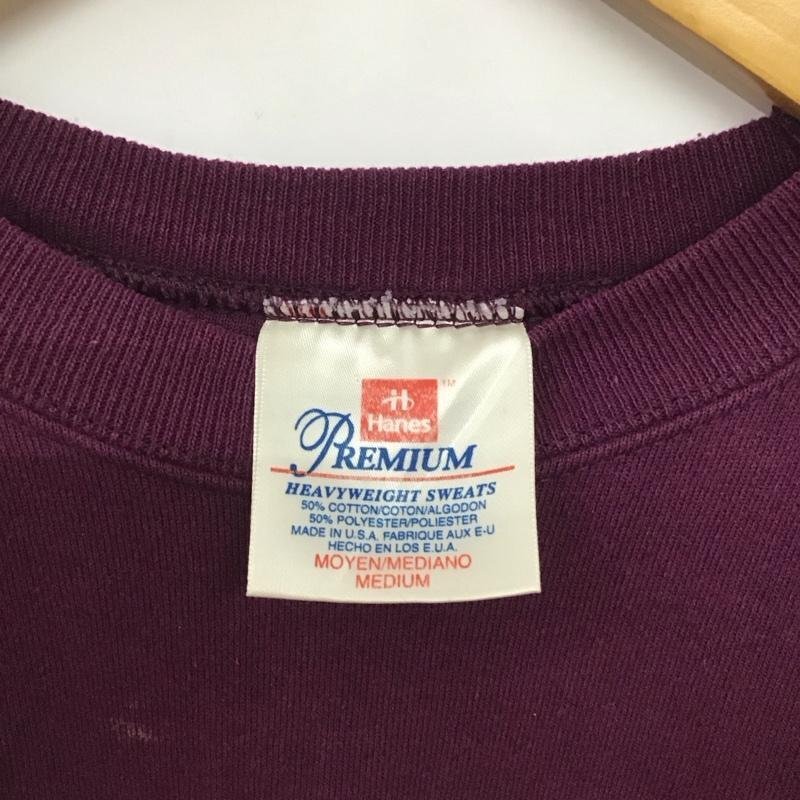 TM
H
Hanes
PREMIUM
HEAVYWEIGHT SWEATS
50% COTTON/COTON/ALGODON
50% POLYESTER/POLIESTER
MADE IN U.S.A. FABRIQUE AUX E-U
HECHO EN LOS E.U.A.
MOYEN/MEDIANO
MEDIUM